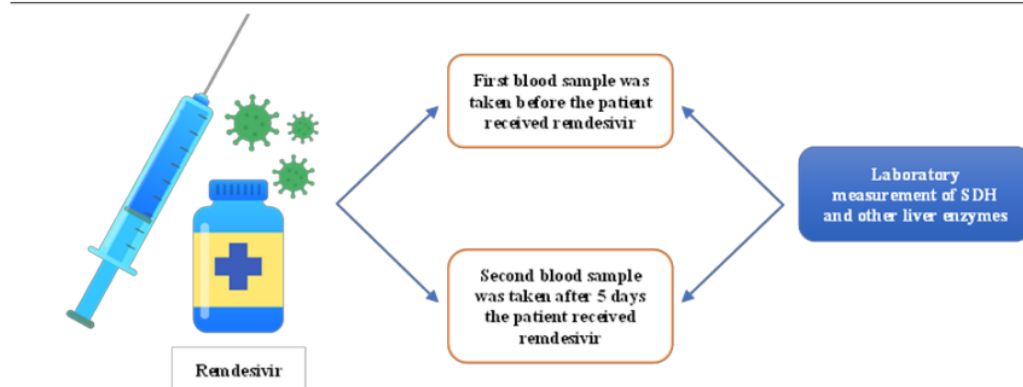 First blood sample was
taken before the patient
received remdesivir
Laboratory
measurement of SDH
and other liver enzymes
Second blood sample
was taken after 5 days
the patient received
remdesivir
Remdesivir